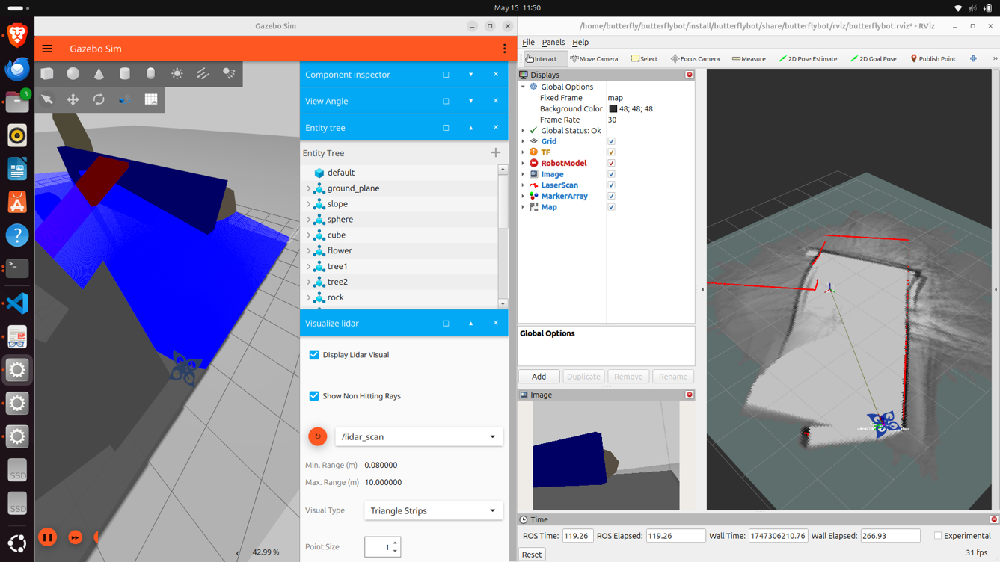 May 15 11:50
Gazebo Sim
/home/butterfly/butterflybot/install/butterflybot/share/butterflybot/rviz/butterflybot.rviz* - RViz
Gazebo Sim
File Panels Help
Interact Move Camera Select Focus Camera Measure 2D Pose Estimate 2D Goal Pose Publish Point
3
Component inspector
View Angle
Entity tree
Entity Tree
default
ground_plane
slope
sphere
cube
flower
tree1
tree2
rock
Visualize lidar
Display Lidar Visual
Show Non Hitting Rays
/lidar_scan
Min. Range (m) 0.080000
Max. Range (m) 10.000000
Visual Type Triangle Strips
Point Size 1
42.99 %
SSD
SSD
Displays
Global Options
Fixed Frame map
Background Color 48; 48; 48
Frame Rate 30
Global Status: Ok
Grid
TF
RobotModel
Image
LaserScan
MarkerArray
Map
Global Options
Add Duplicate Remove Rename
Image
Time
ROS Time: 119.26 ROS Elapsed: 119.26 Wall Time: 1747306210.76 Wall Elapsed: 266.93 Experimental
Reset
31 fps